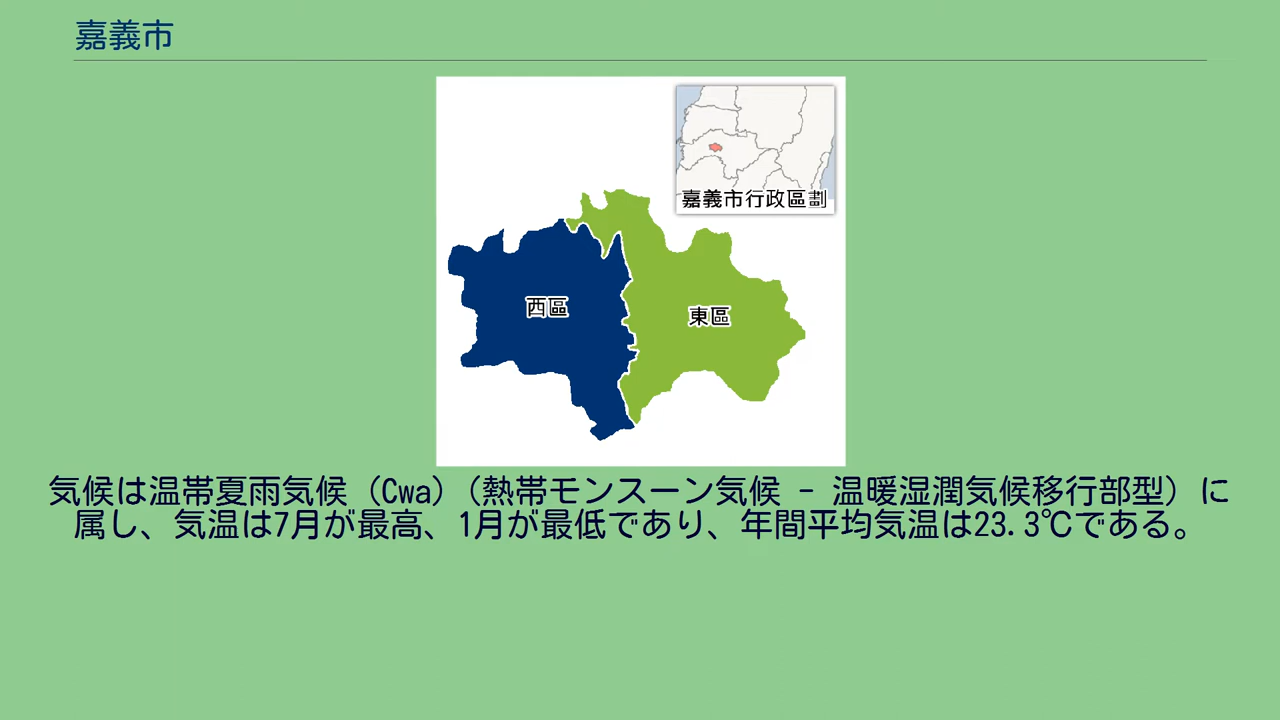 嘉義市
嘉義市行政區劃
西區
東區
気候は温帯夏雨気候（Cwa）（熱帯モンスーン気候 - 温暖湿潤気候移行部型）に
属し、気温は7月が最高、1月が最低であり、年間平均気温は23.3℃である。